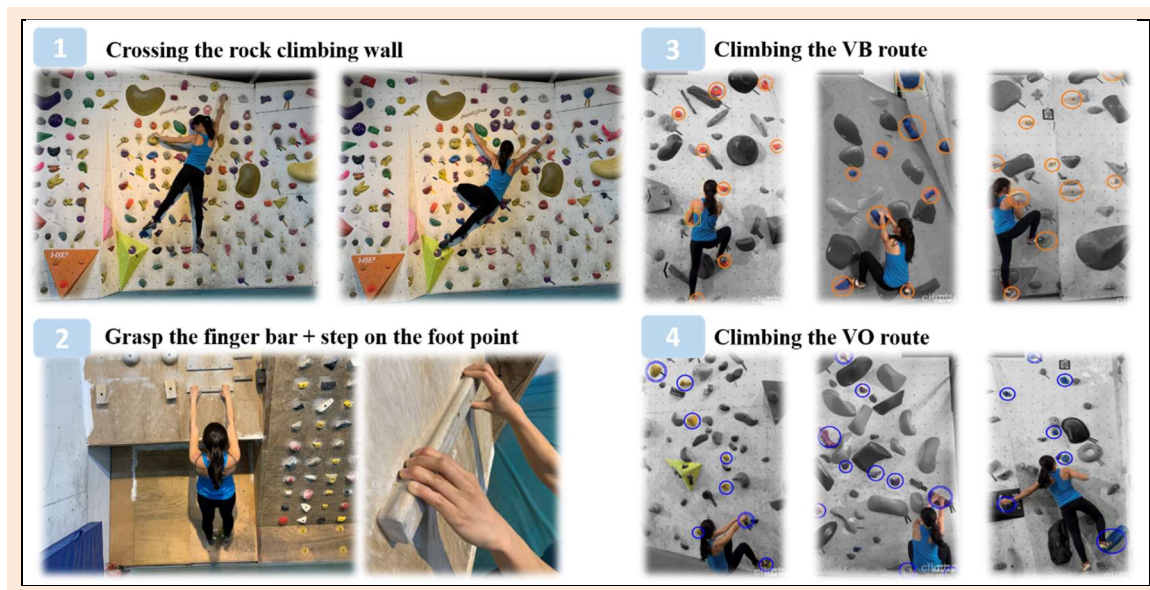 1
Crossing the rock climbing wall
2
Grasp the finger bar + step on the foot point
3
Climbing the VB route
4
Climbing the VO route